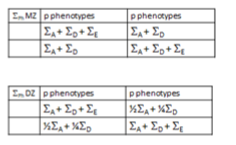 Σm MZ p phenotypes p phenotypes
ΣA + ΣD + ΣE ΣA + ΣD
ΣA + ΣD ΣA + ΣD + ΣE
Σm DZ p phenotypes p phenotypes
ΣA + ΣD + ΣE ½ΣA + ¼ΣD
½ΣA + ¼ΣD ΣA + ΣD + ΣE